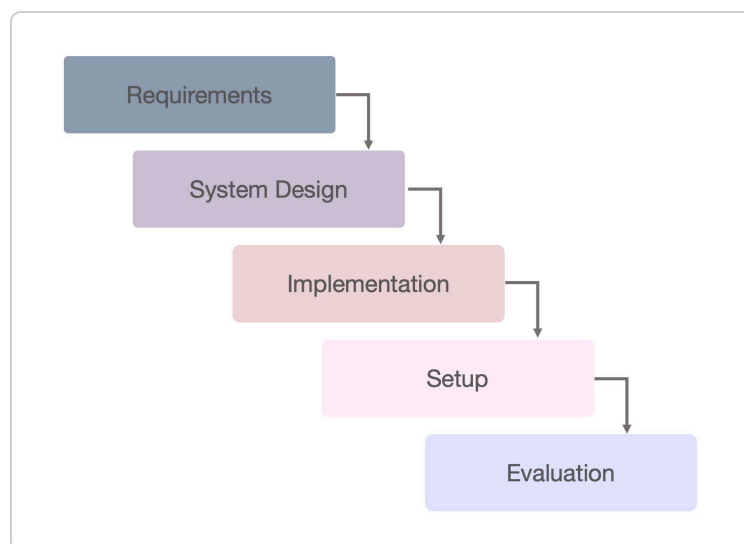 Requirements
System Design
Implementation
Setup
Evaluation